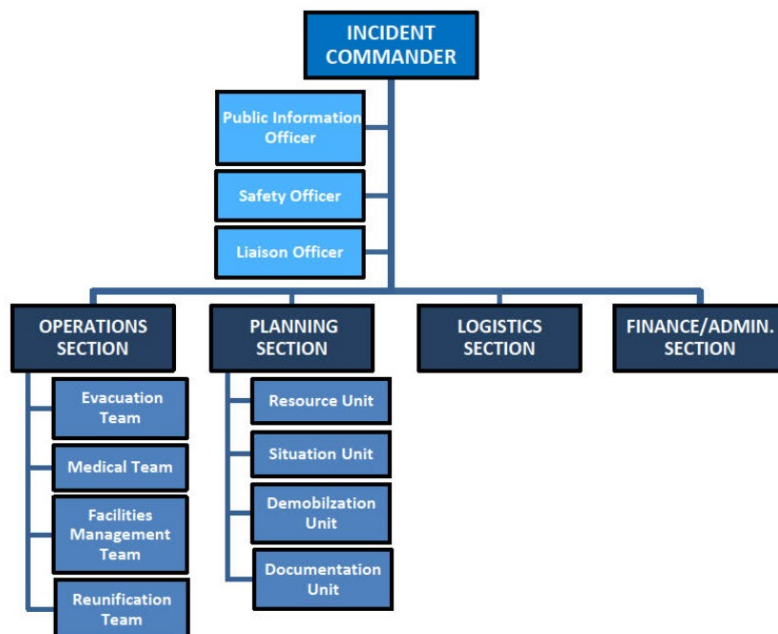 INCIDENT
COMMANDER
Public Information
Officer
Safety Officer
Liaison Officer
OPERATIONS
SECTION
PLANNING
SECTION
LOGISTICS
SECTION
FINANCE/ADMIN.
SECTION
Evacuation
Team
Medical Team
Facilities
Management
Team
Reunification
Team
Resource Unit
Situation Unit
Demobilzation
Unit
Documentation
Unit